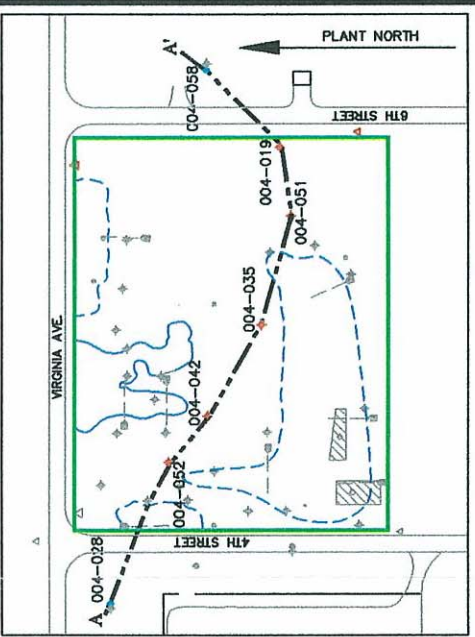 PLANT NORTH
A'
004-058
6TH STREET
004-019
004-051
VIRGINIA AVE.
004-035
004-042
004-052
4TH STREET
A
004-028